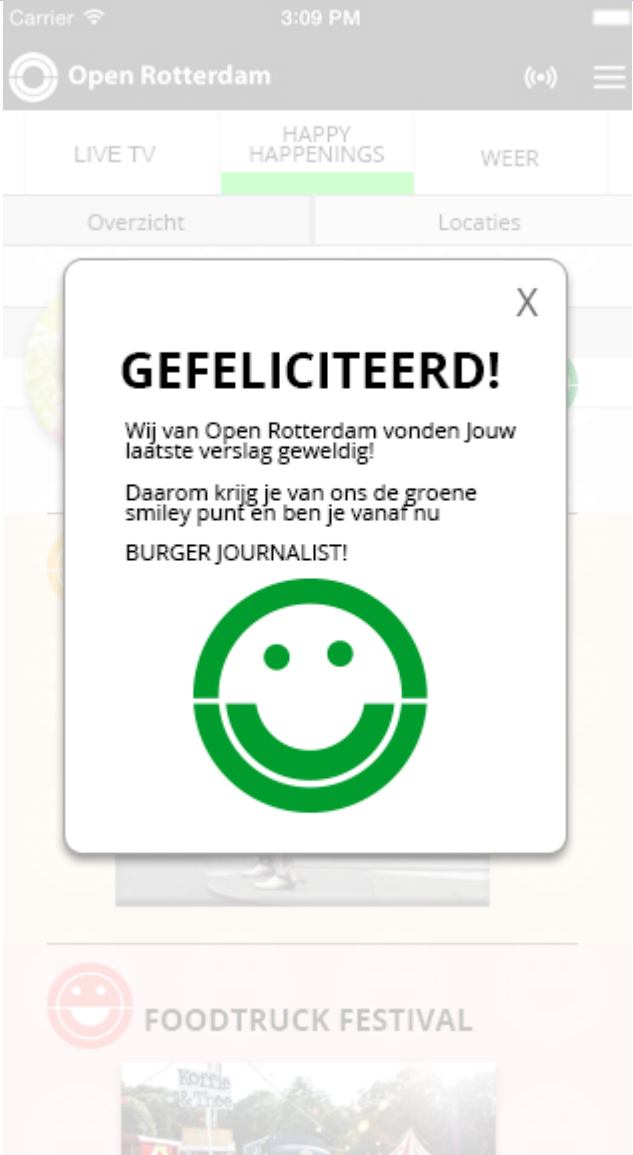 Carrier 3:09 PM
Open Rotterdam
LIVE TV
HAPPY
HAPPENINGS
WEER
Overzicht
Locaties
X
GEFELICITEERD!
Wij van Open Rotterdam vonden Jouw
laatste verslag geweldig!
Daarom krijg je van ons de groene
smiley punt en ben je vanaf nu
BURGER JOURNALIST!
FOODTRUCK FESTIVAL
Koffie
& Thee